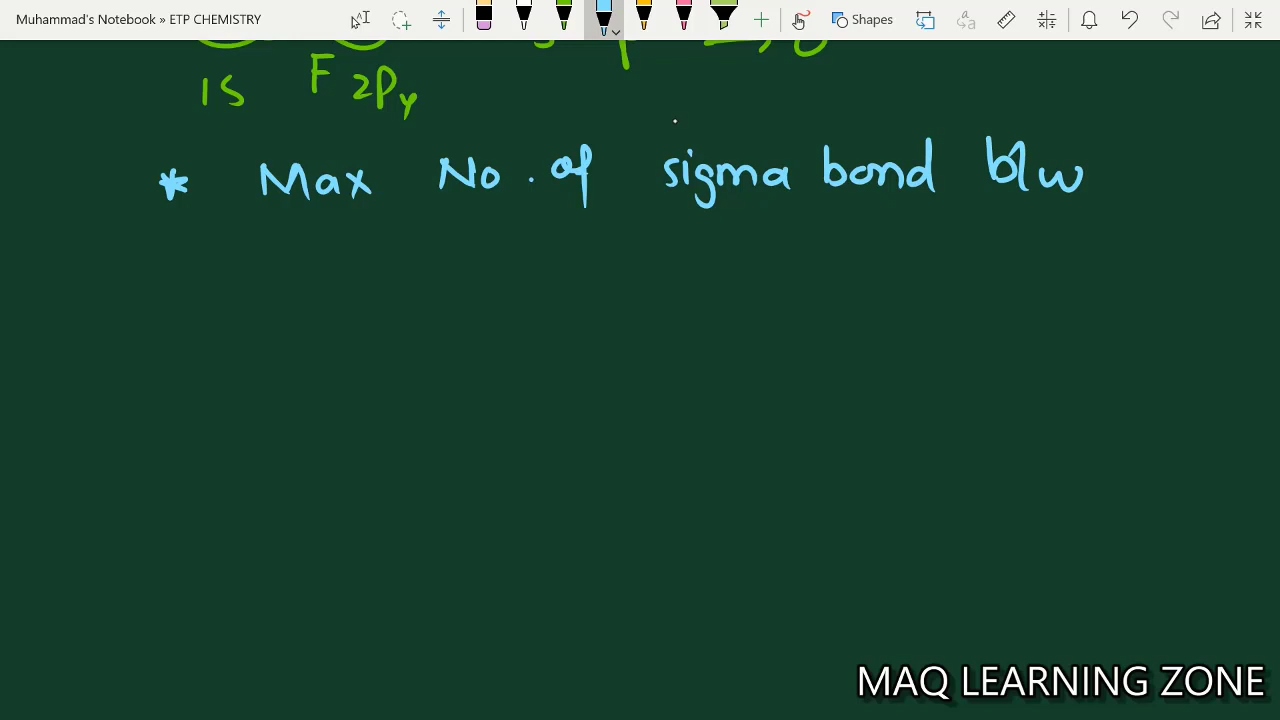 Muhammad's Notebook » ETP CHEMISTRY
Shapes
1S F 2Py
* Max No. of sigma bond b/w
MAQ LEARNING ZONE